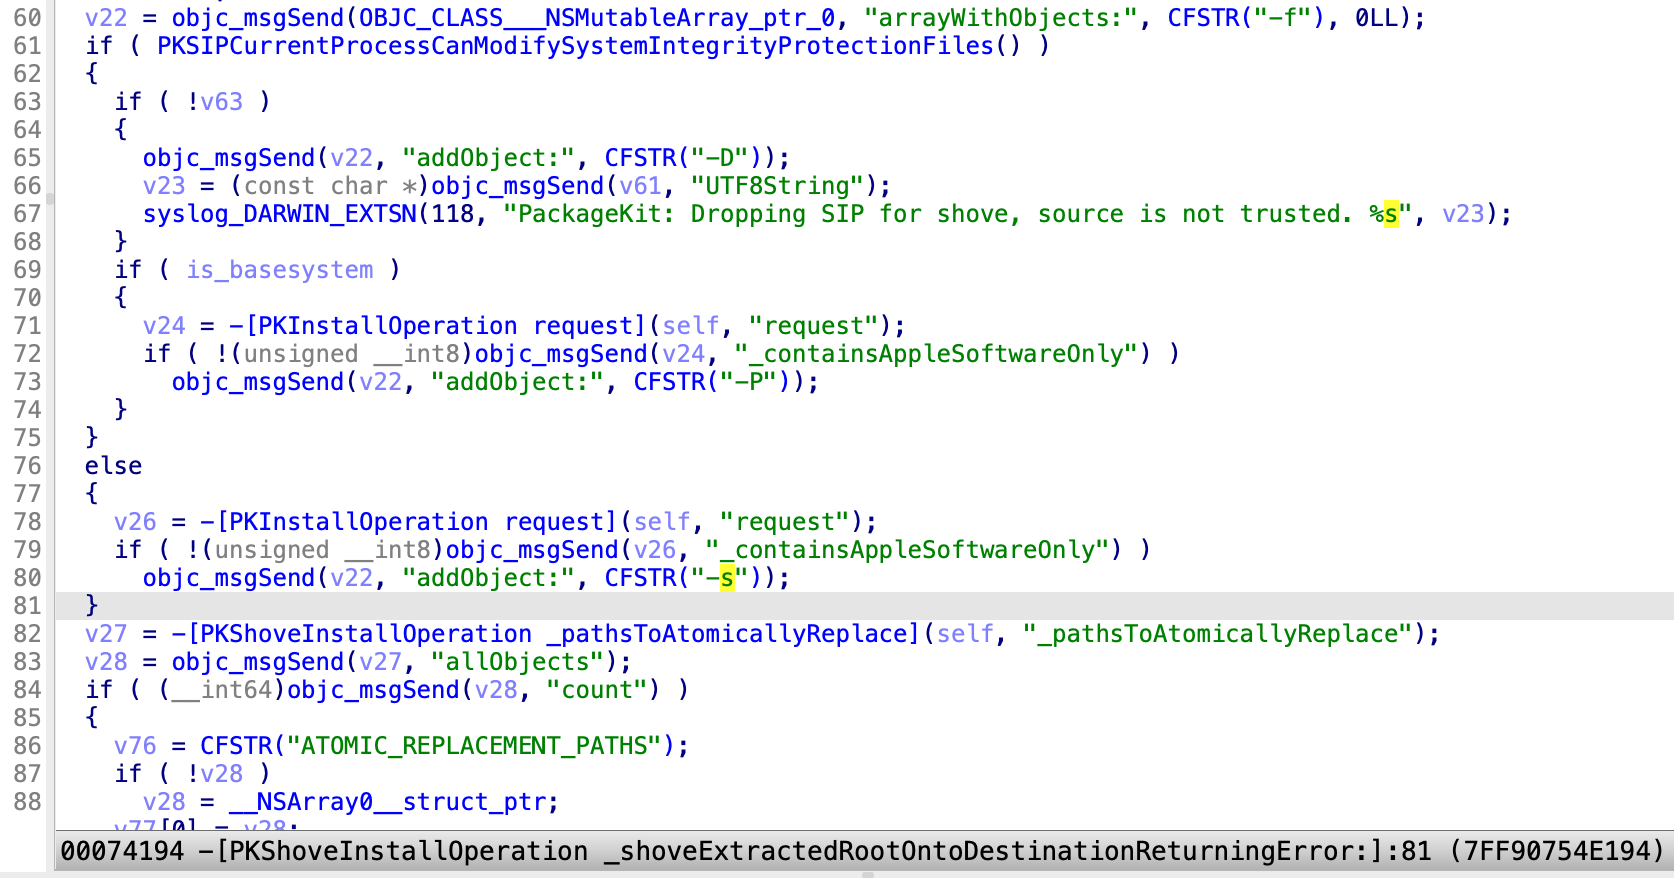 60 v22 = objc_msgSend(OBJC_CLASS___NSMutableArray_ptr_0, "arrayWithObjects:", CFSTR("-f"), 0LL);
61 if ( PKSIPCurrentProcessCanModifySystemIntegrityProtectionFiles() )
62 {
63 if ( !v63 )
64 {
65 objc_msgSend(v22, "addObject:", CFSTR("-D"));
66 v23 = (const char *)objc_msgSend(v61, "UTF8String");
67 syslog_DARWIN_EXTSN(118, "PackageKit: Dropping SIP for shove, source is not trusted. %s", v23);
68 }
69 if ( is_basesystem )
70 {
71 v24 = -[PKInstallOperation request](self, "request");
72 if ( !(unsigned __int8)objc_msgSend(v24, "_containsAppleSoftwareOnly") )
73 objc_msgSend(v22, "addObject:", CFSTR("-P"));
74 }
75 }
76 else
77 {
78 v26 = -[PKInstallOperation request](self, "request");
79 if ( !(unsigned __int8)objc_msgSend(v26, "_containsAppleSoftwareOnly") )
80 objc_msgSend(v22, "addObject:", CFSTR("-s"));
81 }
82 v27 = -[PKShoveInstallOperation _pathsToAtomicallyReplace](self, "_pathsToAtomicallyReplace");
83 v28 = objc_msgSend(v27, "allObjects");
84 if ( (__int64)objc_msgSend(v28, "count") )
85 {
86 v76 = CFSTR("ATOMIC_REPLACEMENT_PATHS");
87 if ( !v28 )
88 v28 = __NSArray0__struct_ptr;
v77[0] = v28;
00074194 -[PKShoveInstallOperation _shoveExtractedRootOntoDestinationReturningError:]:81 (7FF90754E194)